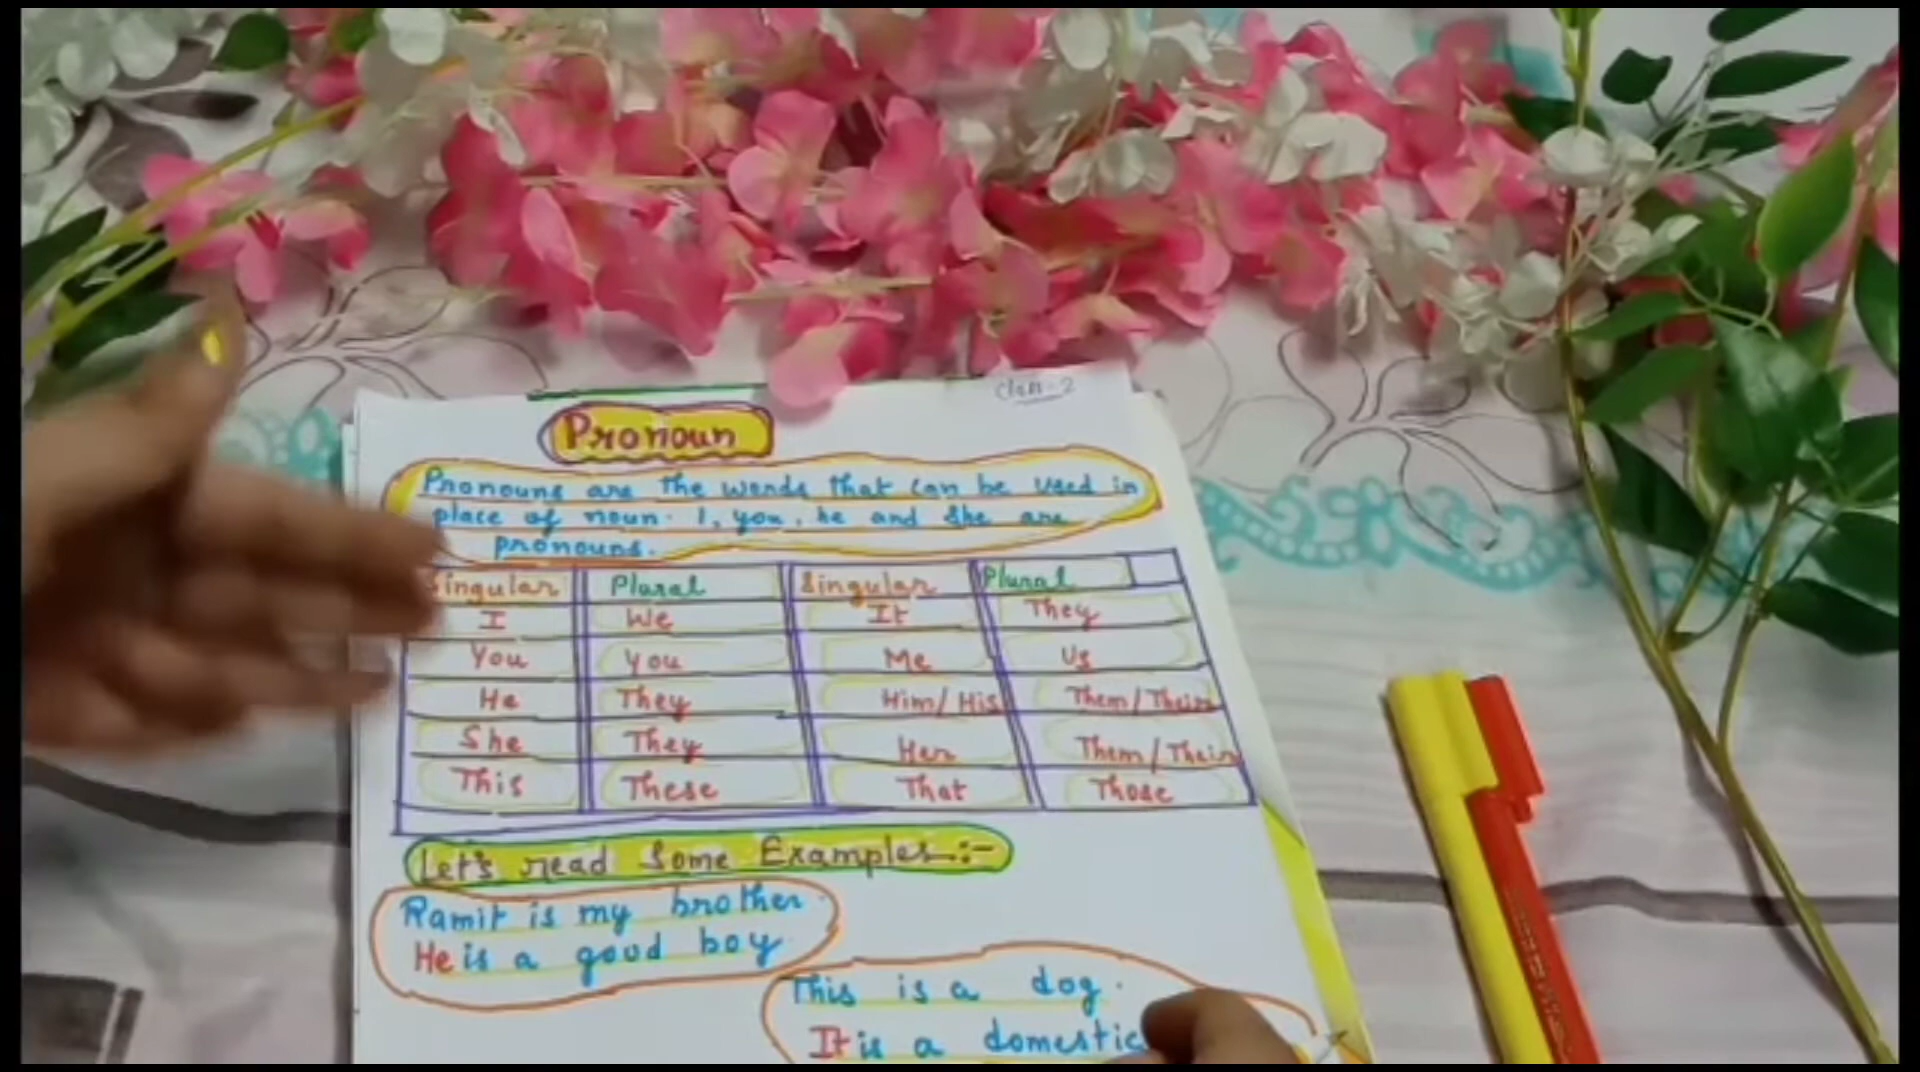 Class-2
Pronoun
Pronouns are the words that can be used in
place of noun. I, you, he and She are
pronouns.
Singular Plural Singular Plural
I We It They
You You Me Us
He They Him/His Them/Their
She They Her Them/Their
This These That Those
Let's read Some Examples:-
Ramit is my brother.
He is a good boy.
This is a dog.
It is a domestic